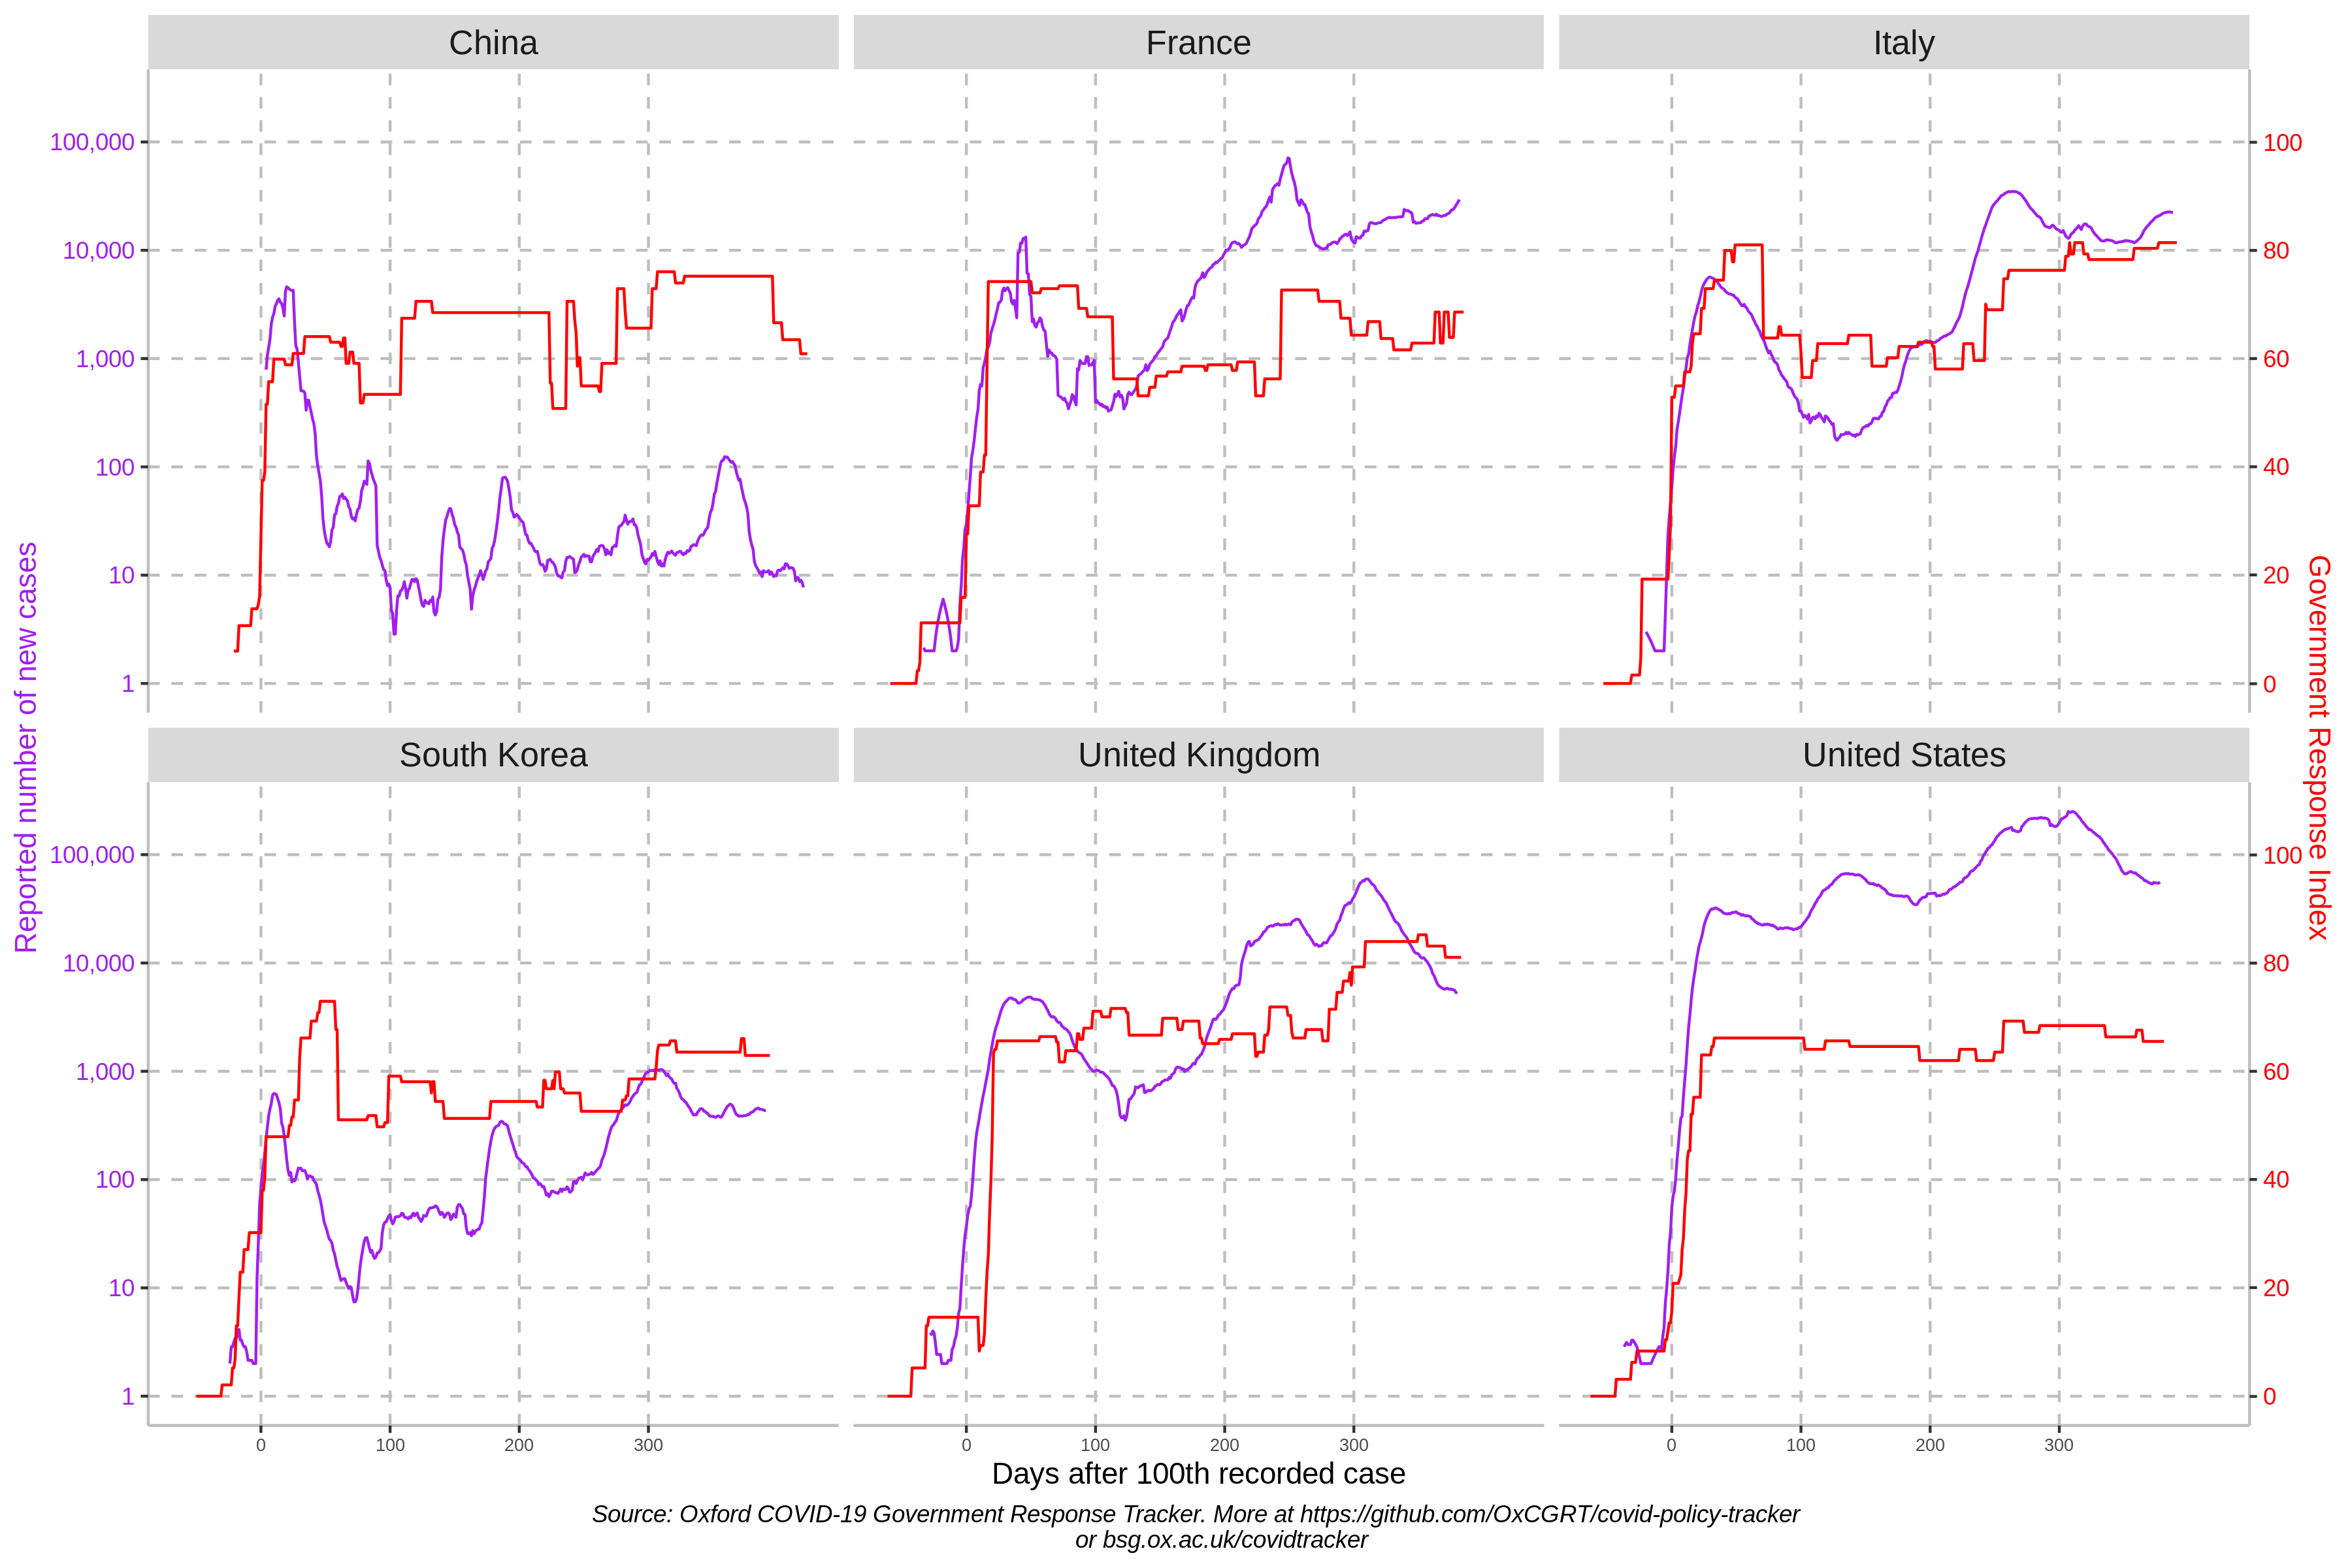 China
France
Italy
100,000
10,000
1,000
100
10
1
100
80
60
40
20
0
Reported number of new cases
Government Response Index
South Korea
United Kingdom
United States
100,000
10,000
1,000
100
10
1
100
80
60
40
20
0
0 100 200 300
0 100 200 300
0 100 200 300
Days after 100th recorded case
Source: Oxford COVID-19 Government Response Tracker. More at https://github.com/OxCGRT/covid-policy-tracker
or bsg.ox.ac.uk/covidtracker